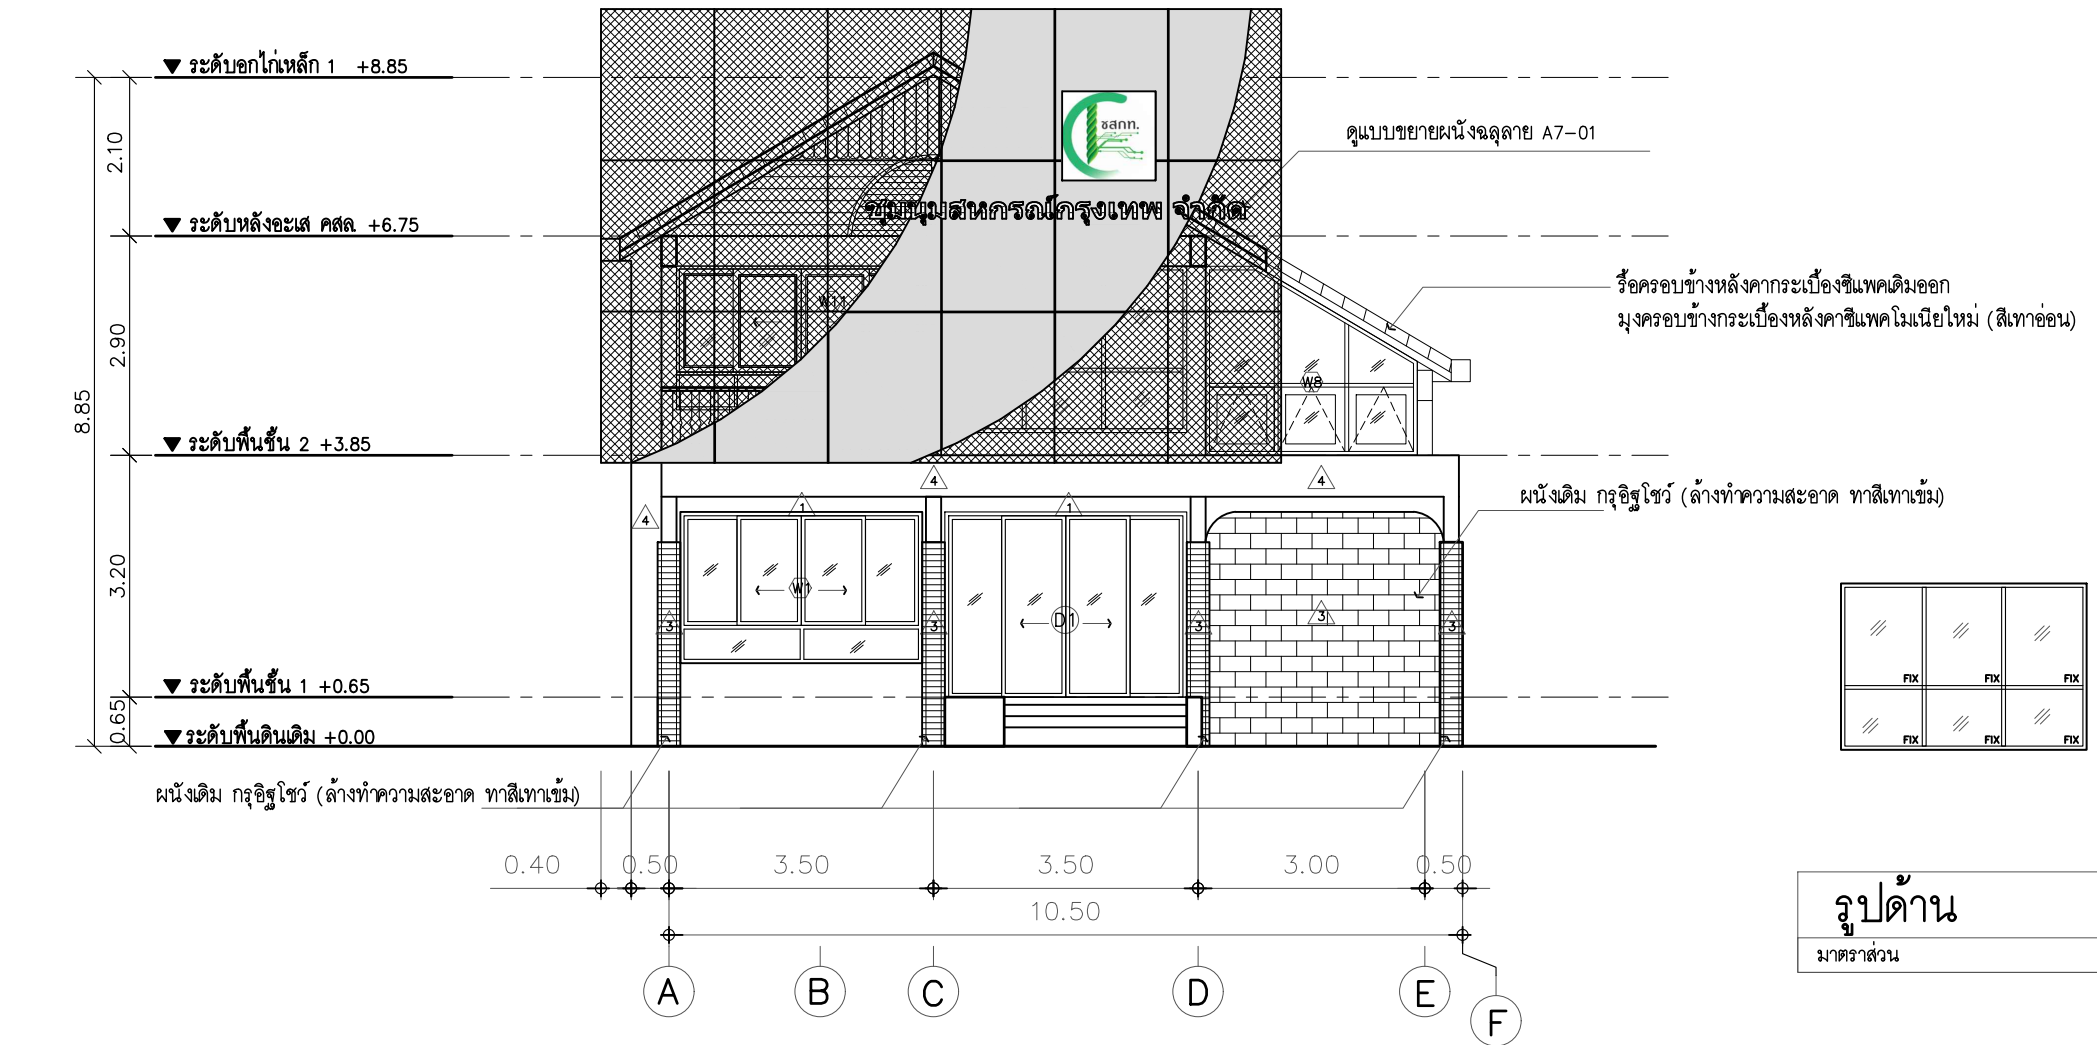 ระดับอกไก่เหล็ก 1 +8.85
2.10
ชสกท.
ดูแบบขยายผนังฉลุลาย A7-01
ระดับหลังอะเส คสล. +6.75
ชุมนุมสหกรณ์กรุงเทพ จำกัด
รื้อครอบข้างหลังคากระเบื้องซีแพคเดิมออก
มุงครอบข้างกระเบื้องหลังคาซีแพคโมเนียใหม่ (สีเทาอ่อน)
W11
2.90
8.85
W8
ระดับพื้นชั้น 2 +3.85
4
4
4
1
1
ผนังเดิม กรุอิฐโชว์ (ล้างทำความสะอาด ทาสีเทาเข้ม)
3.20
W1
D1
3
3
3
3
3
FIX FIX FIX
FIX FIX FIX
ระดับพื้นชั้น 1 +0.65
0.65
ระดับพื้นดินเดิม +0.00
ผนังเดิม กรุอิฐโชว์ (ล้างทำความสะอาด ทาสีเทาเข้ม)
0.40 0.50 3.50 3.50 3.00 0.50
10.50
A B C D E F
รูปด้าน
มาตราส่วน